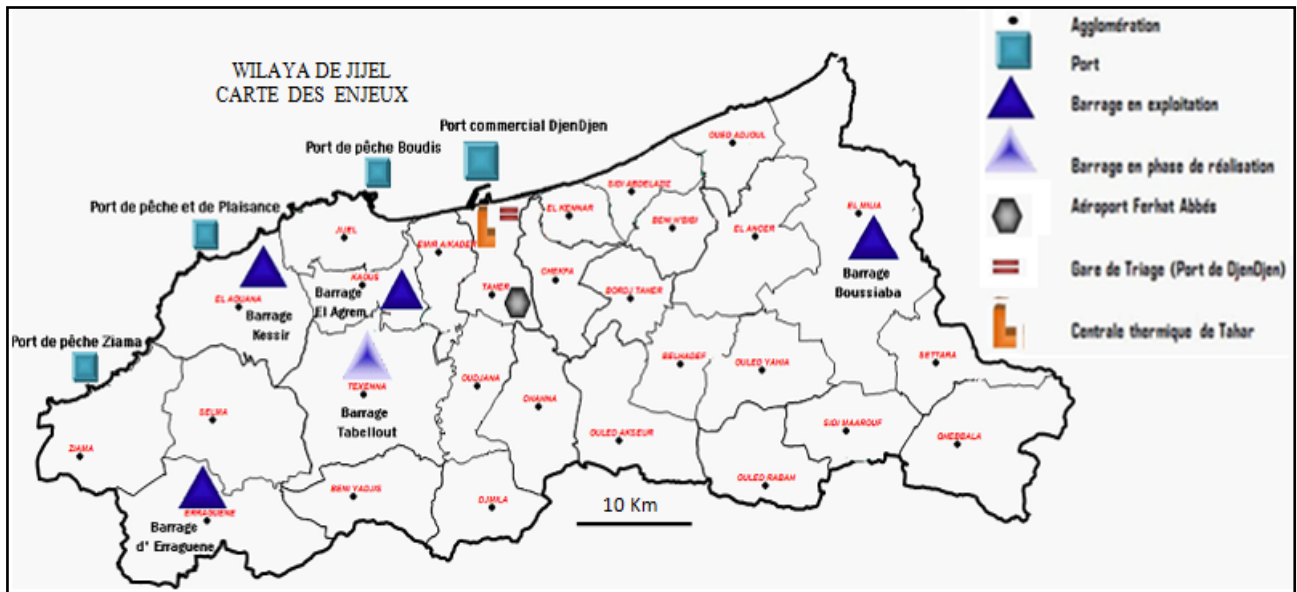 WILAYA DE JIJEL
CARTE DES ENJEUX
Agglomération
Port
Barrage en exploitation
Barrage en phase de réalisation
Aéroport Ferhat Abbés
Gare de Triage (Port de DjenDjen)
Centrale thermique de Tahar
Port commercial DjenDjen
Port de pêche Boudis
Port de pêche et de Plaisance
Port de pêche Ziama
OUED ADJOUL
SIDI ABDELAZIZ
EL KENNAR
BENI H'BIBI
EL ANCER
EL MILIA
Barrage
Boussiaba
JIJEL
EMIR A/KADER
KAOUS
Barrage
El Agrem
TAHER
CHEKFA
BORDJ TAHER
EL AOUANA
Barrage
Kessir
TEXENNA
Barrage
Tabellout
OUDJANA
CHAHNA
BELHADEF
OULED YAHIA
SETTARA
SELMA
ZIAMA
OULED AKSEUR
SIDI MAAROUF
GHEBBALA
OULED RABAH
ERRAGUENE
Barrage
d' Erraguene
BENI YADJIS
DJMILA
10 Km